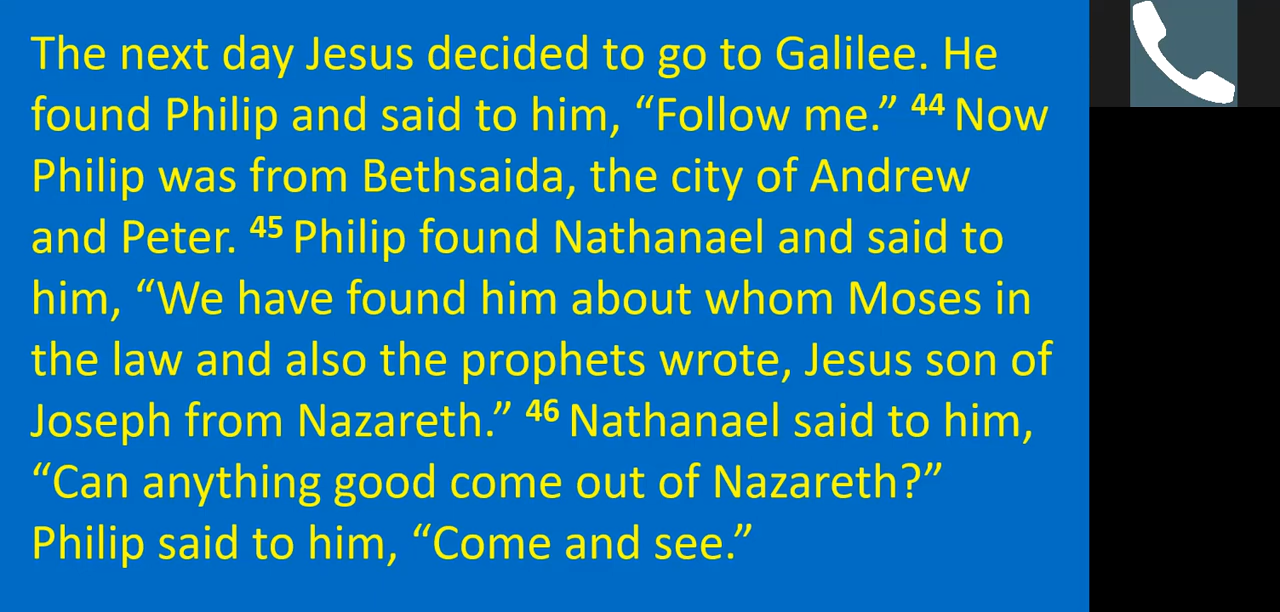 The next day Jesus decided to go to Galilee. He
found Philip and said to him, “Follow me.” 44 Now
Philip was from Bethsaida, the city of Andrew
and Peter. 45 Philip found Nathanael and said to
him, “We have found him about whom Moses in
the law and also the prophets wrote, Jesus son of
Joseph from Nazareth.” 46 Nathanael said to him,
“Can anything good come out of Nazareth?”
Philip said to him, “Come and see.”